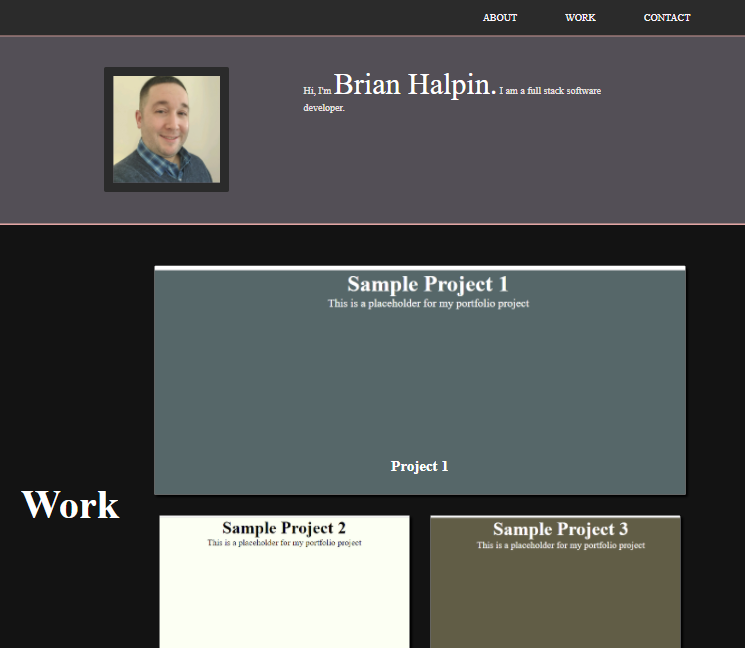 ABOUT WORK CONTACT
Hi, I'm Brian Halpin. I am a full stack software
developer.
Sample Project 1
This is a placeholder for my portfolio project
Project 1
Work
Sample Project 2
This is a placeholder for my portfolio project
Sample Project 3
This is a placeholder for my portfolio project